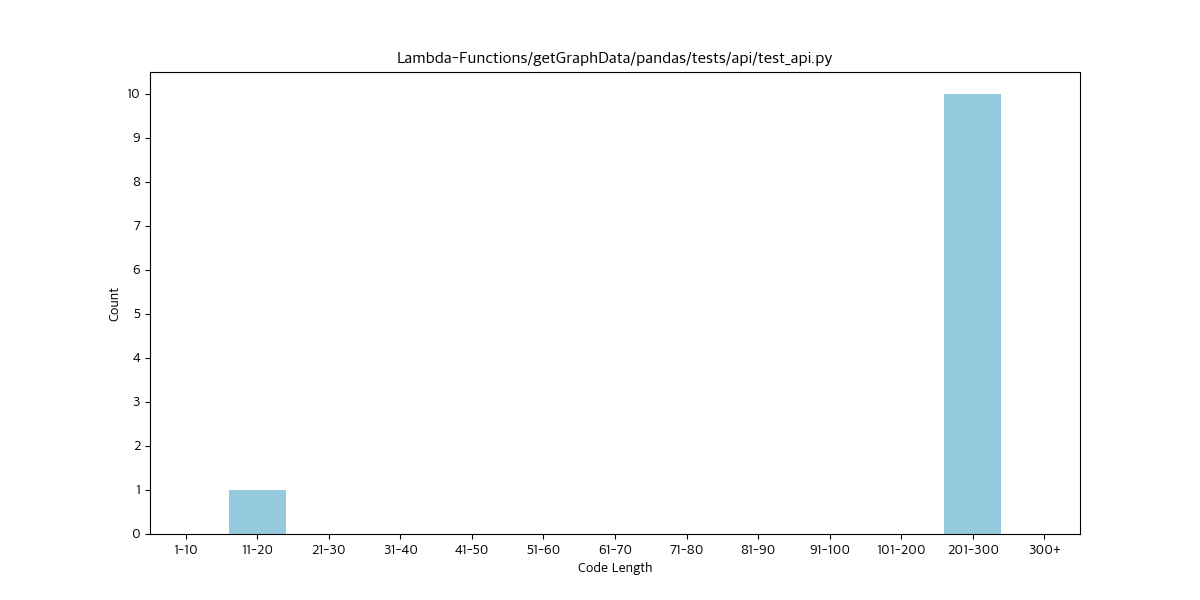 Lambda-Functions/getGraphData/pandas/tests/api/test_api.py
10
9
8
7
6
5
4
3
2
1
0
Count
1-10 11-20 21-30 31-40 41-50 51-60 61-70 71-80 81-90 91-100 101-200 201-300 300+
Code Length